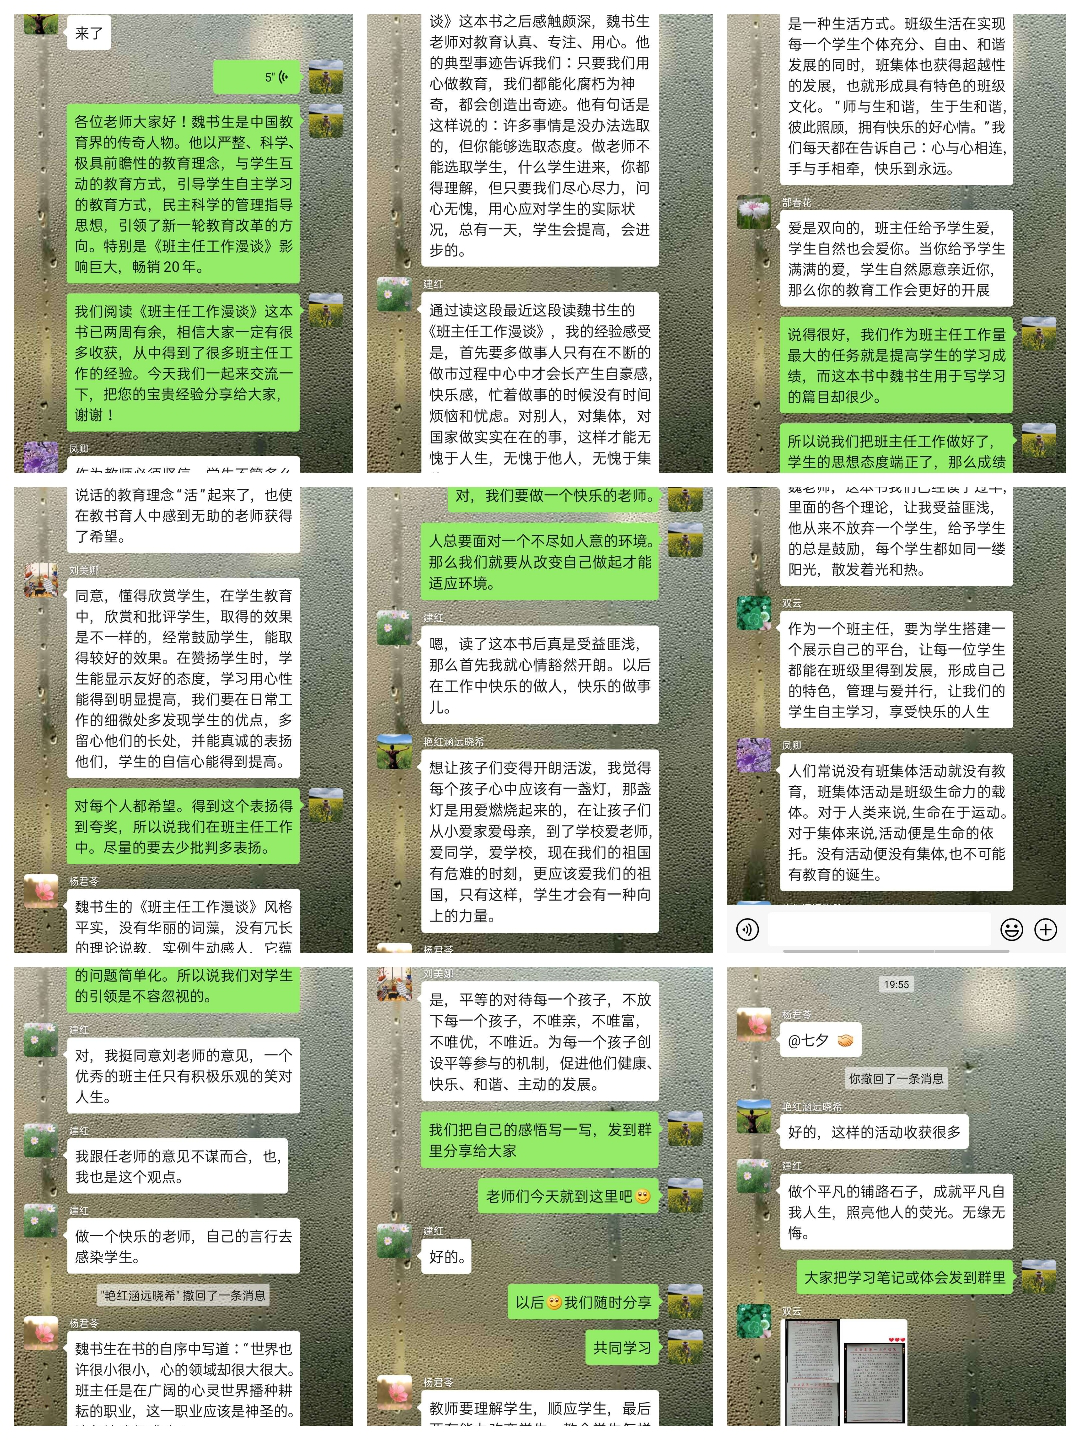 来了
5"
各位老师大家好！魏书生是中国教
育界的传奇人物。他以严整、科学、
极具前瞻性的教育理念，与学生互
动的教育方式，引导学生自主学习
的教育方式，民主科学的管理指导
思想，引领了新一轮教育改革的方
向。特别是《班主任工作漫谈》影
响巨大，畅销20年。
我们阅读《班主任工作漫谈》这本
书已两周有余，相信大家一定有很
多收获，从中得到了很多班主任工
作的经验。今天我们一起来交流一
下，把您的宝贵经验分享给大家，
谢谢！
凤卿
谈》这本书之后感触颇深，魏书生
老师对教育认真、专注、用心。他
的典型事迹告诉我们：只要我们用
心做教育，我们都能化腐朽为神
奇，都会创造出奇迹。他有句话是
这样说的：许多事情是没办法选取
的，但你能够选取态度。做老师不
能选取学生，什么学生进来，你都
得理解，但只要我们尽心尽力，问
心无愧，用心应对学生的实际状
况，总有一天，学生会提高，会进
步的。
建红
通过读这段最近这段读魏书生的
《班主任工作漫谈》，我的经验感受
是，首先要多做事人只有在不断的
做市过程中心中才会长产生自豪感，
快乐感，忙着做事的时候没有时间
烦恼和忧虑。对别人，对集体，对
国家做实实在在的事，这样才能无
愧于人生，无愧于他人，无愧于集
是一种生活方式。班级生活在实现
每一个学生个体充分、自由、和谐
发展的同时，班集体也获得超越性
的发展，也就形成具有特色的班级
文化。“师与生和谐，生于生和谐，
彼此照顾，拥有快乐的好心情。”我
们每天都在告诉自己：心与心相连，
手与手相牵，快乐到永远。
郜春花
爱是双向的，班主任给予学生爱，
学生自然也会爱你。当你给予学生
满满的爱，学生自然愿意亲近你，
那么你的教育工作会更好的开展
说得很好，我们作为班主任工作量
最大的任务就是提高学生的学习成
绩，而这本书中魏书生用于写学习
的篇目却很少。
所以说我们把班主任工作做好了，
学生的思想态度端正了，那么成绩
说话的教育理念“活”起来了，也使
在教书育人中感到无助的老师获得
了希望。
刘美娜
同意，懂得欣赏学生，在学生教育
中，欣赏和批评学生，取得的效果
是不一样的，经常鼓励学生，能取
得较好的效果。在赞扬学生时，学
生能显示友好的态度，学习用心性
能得到明显提高，我们要在日常工
作的细微处多发现学生的优点，多
留心他们的长处，并能真诚的表扬
他们，学生的自信心能得到提高。
对每个人都希望。得到这个表扬得
到夸奖，所以说我们在班主任工作
中。尽量的要去少批判多表扬。
杨君苓
魏书生的《班主任工作漫谈》风格
平实，没有华丽的词藻，没有冗长
的理论说教，实例生动感人，它蕴
对，我们要做一个快乐的老师。
人总要面对一个不尽如人意的环境。
那么我们就要从改变自己做起才能
适应环境。
建红
嗯，读了这本书后真是受益匪浅，
那么首先我就心情豁然开朗。以后
在工作中快乐的做人，快乐的做事
儿。
艳红涵远晓希
想让孩子们变得开朗活泼，我觉得
每个孩子心中应该有一盏灯，那盏
灯是用爱燃烧起来的，在让孩子们
从小爱家爱母亲，到了学校爱老师，
爱同学，爱学校，现在我们的祖国
有危难的时刻，更应该爱我们的祖
国，只有这样，学生才会有一种向
上的力量。
杨君苓
魏老师，这本书我们已经读了过半，
里面的各个理论，让我受益匪浅，
他从来不放弃一个学生，给予学生
的总是鼓励，每个学生都如同一缕
阳光，散发着光和热。
双云
作为一个班主任，要为学生搭建一
个展示自己的平台，让每一位学生
都能在班级里得到发展，形成自己
的特色，管理与爱并行，让我们的
学生自主学习，享受快乐的人生
凤卿
人们常说没有班集体活动就没有教
育，班集体活动是班级生命力的载
体。对于人类来说,生命在于运动。
对于集体来说,活动便是生命的依
托。没有活动便没有集体,也不可能
有教育的诞生。
的问题简单化。所以说我们对学生
的引领是不容忽视的。
建红
对，我挺同意刘老师的意见，一个
优秀的班主任只有积极乐观的笑对
人生。
建红
我跟任老师的意见不谋而合，也，
我也是这个观点。
建红
做一个快乐的老师，自己的言行去
感染学生。
"艳红涵远晓希" 撤回了一条消息
杨君苓
魏书生在书的自序中写道：“世界也
许很小很小，心的领域却很大很大。
班主任是在广阔的心灵世界播种耕
耘的职业，这一职业应该是神圣的。
刘美娜
是，平等的对待每一个孩子，不放
下每一个孩子，不唯亲，不唯富，
不唯优，不唯近。为每一个孩子创
设平等参与的机制，促进他们健康、
快乐、和谐、主动的发展。
我们把自己的感悟写一写，发到群
里分享给大家
老师们今天就到这里吧
建红
好的。
以后我们随时分享
共同学习
杨君苓
教师要理解学生，顺应学生，最后
19:55
杨君苓
@七夕
你撤回了一条消息
艳红涵远晓希
好的，这样的活动收获很多
建红
做个平凡的铺路石子，成就平凡自
我人生，照亮他人的荧光。无缘无
悔。
大家把学习笔记或体会发到群里
双云